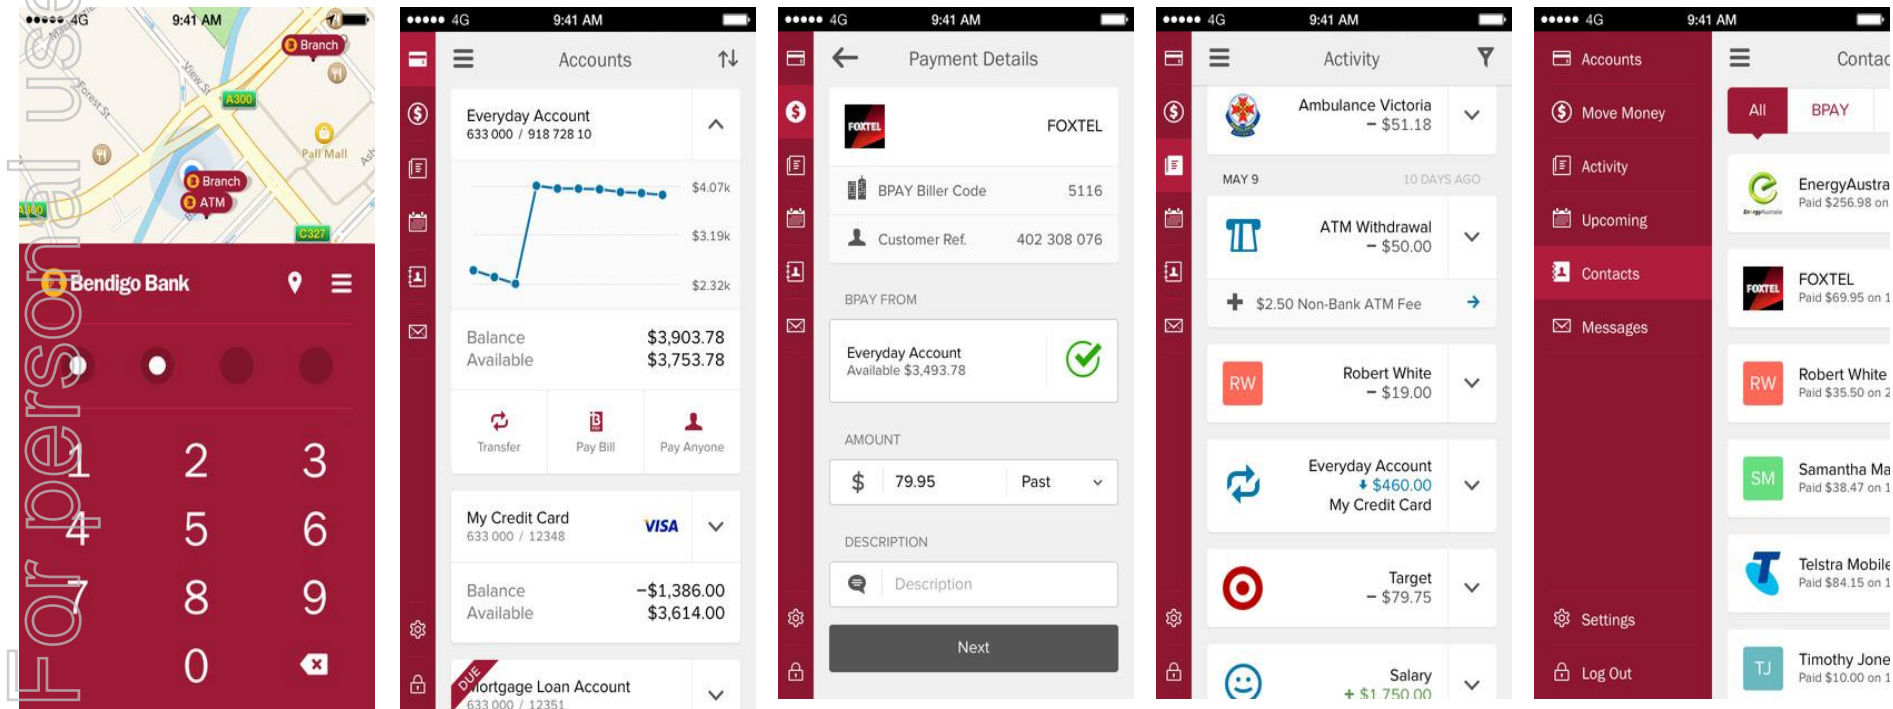 For personal use
4G 9:41 AM
Branch
View St
Forest St
A300
Pall Mall
Branch
ATM
A300
C327
Bendigo Bank
1 2 3
4 5 6
7 8 9
0
4G 9:41 AM
Accounts
Everyday Account
633 000 / 918 728 10
$4.07k
$3.19k
$2.32k
Balance $3,903.78
Available $3,753.78
Transfer Pay Bill Pay Anyone
My Credit Card VISA
633 000 / 12348
Balance −$1,386.00
Available $3,614.00
DUE
Mortgage Loan Account
633 000 / 12351
4G 9:41 AM
Payment Details
FOXTEL FOXTEL
BPAY Biller Code 5116
Customer Ref. 402 308 076
BPAY FROM
Everyday Account
Available $3,493.78
AMOUNT
$ 79.95 Past
DESCRIPTION
Description
Next
4G 9:41 AM
Activity
Ambulance Victoria
− $51.18
MAY 9 10 DAYS AGO
ATM Withdrawal
− $50.00
$2.50 Non-Bank ATM Fee
RW Robert White
− $19.00
Everyday Account
$460.00
My Credit Card
Target
− $79.75
Salary
+ $1,750.00
4G 9:41 AM
Accounts
Move Money
Activity
Upcoming
Contacts
Messages
Settings
Log Out
Contac
All BPAY
EnergyAustra
Paid $256.98 on
FOXTEL FOXTEL
Paid $69.95 on 1
RW Robert White
Paid $35.50 on 2
SM Samantha Ma
Paid $38.47 on 1
Telstra Mobile
Paid $84.15 on 1
TJ Timothy Jone
Paid $10.00 on 1